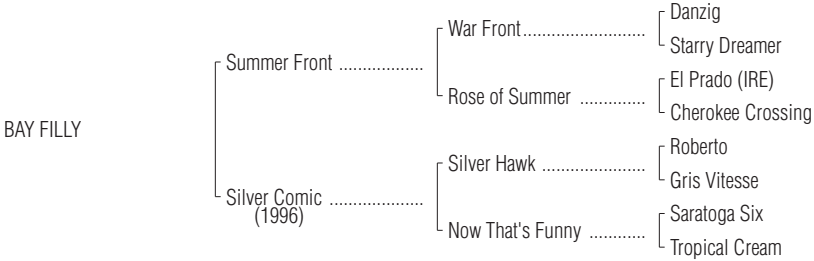 Danzig
War Front..........................
Starry Dreamer
Summer Front ..................
El Prado (IRE)
Rose of Summer ..............
Cherokee Crossing
BAY FILLY
Roberto
Silver Hawk ......................
Gris Vitesse
Silver Comic ....................
(1996)
Saratoga Six
Now That's Funny ............
Tropical Cream